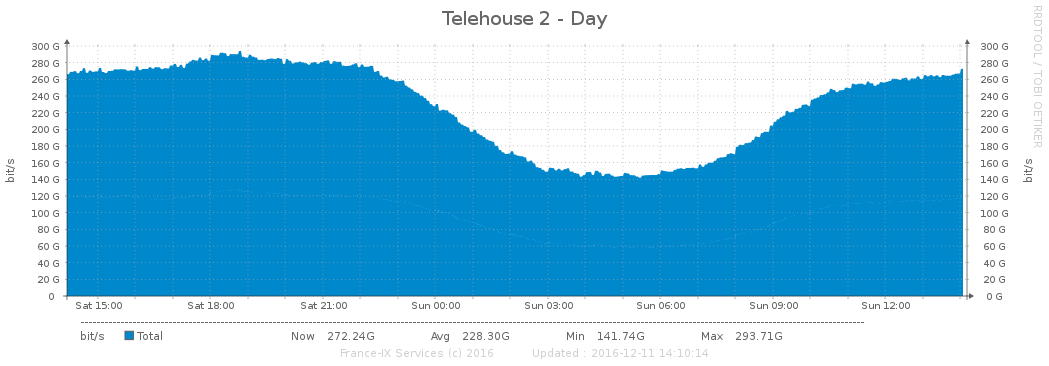 Telehouse 2 - Day
RRDTOOL / TOBI OETIKER
bit/s
300 G 300 G
280 G 280 G
260 G 260 G
240 G 240 G
220 G 220 G
200 G 200 G
180 G 180 G
160 G 160 G
140 G 140 G
120 G 120 G
100 G 100 G
80 G 80 G
60 G 60 G
40 G 40 G
20 G 20 G
0 0 G
bit/s
Sat 15:00 Sat 18:00 Sat 21:00 Sun 00:00 Sun 03:00 Sun 06:00 Sun 09:00 Sun 12:00
bit/s Total Now 272.24G Avg 228.30G Min 141.74G Max 293.71G
France-IX Services (c) 2016 Updated : 2016-12-11 14:10:14